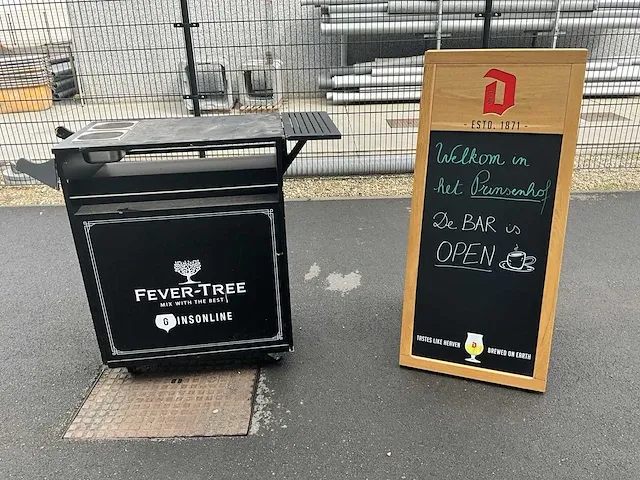 FEVER-TREE
MIX WITH THE BEST
GINSONLINE
D
- ESTD. 1871 -
Welkom in
het Prinsenhof
De BAR is
OPEN
TASTES LIKE HEAVEN D BREWED ON EARTH